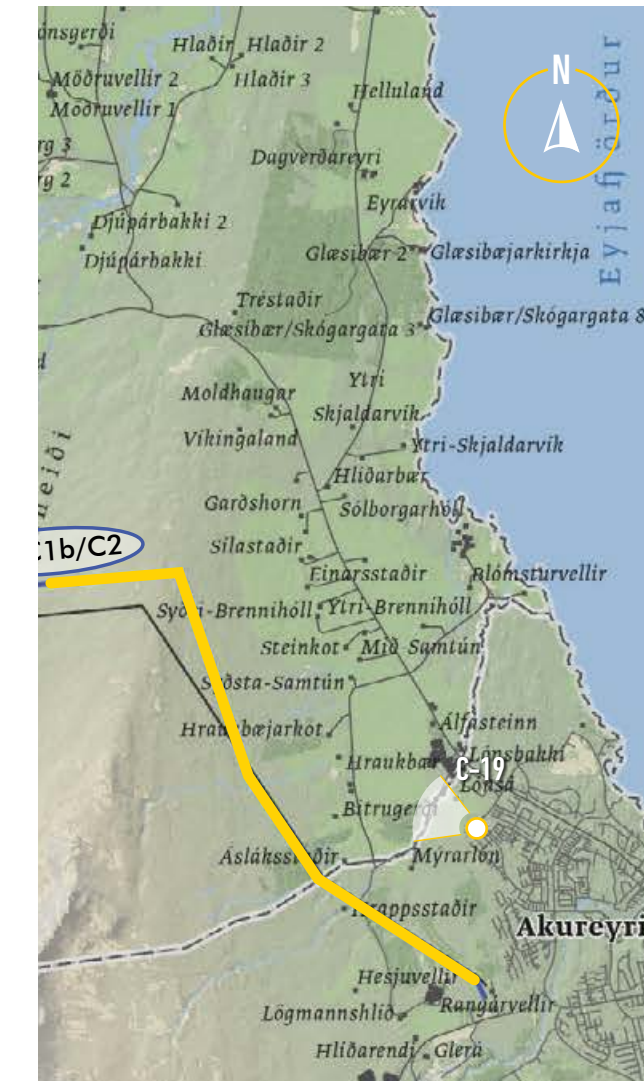 Hlaðir
Hlaðir 2
Möðruvellir 2
Hlaðir 3
Möðruvellir 1
Helluland
N
Eyjafjörður
rg 3
rg 2
Dagverðareyri
Eyrarvik
Djúpárbakki 2
Djúpárbakki
Glæsibær 2
Glæsibæjarkirkja
Tréstaðir
Glæsibær/Skógargata 3
Glæsibær/Skógargata 8
Ytri
Skjaldarvík
Moldhaugar
Víkingaland
Ytri-Skjaldarvík
Hlíðarbær
heiði
Garðshorn
Sólborgarhóll
Sílastaðir
C1b/C2
Einarsstaðir
Blómsturvellir
Syðri-Brennihóll
Ytri-Brennihóll
Steinkot
Mið Samtún
Syðsta-Samtún
Hraukbæjarkot
Álfasteinn
Hraukbær
Lónsbakki
C-19
Lónsá
Bitrugerði
Ásláksstaðir
Myrarlón
Krappsstaðir
Akureyri
Hesjuvellir
Rangárvellir
Lögmannshlíð
Hlíðarendi
Glerá